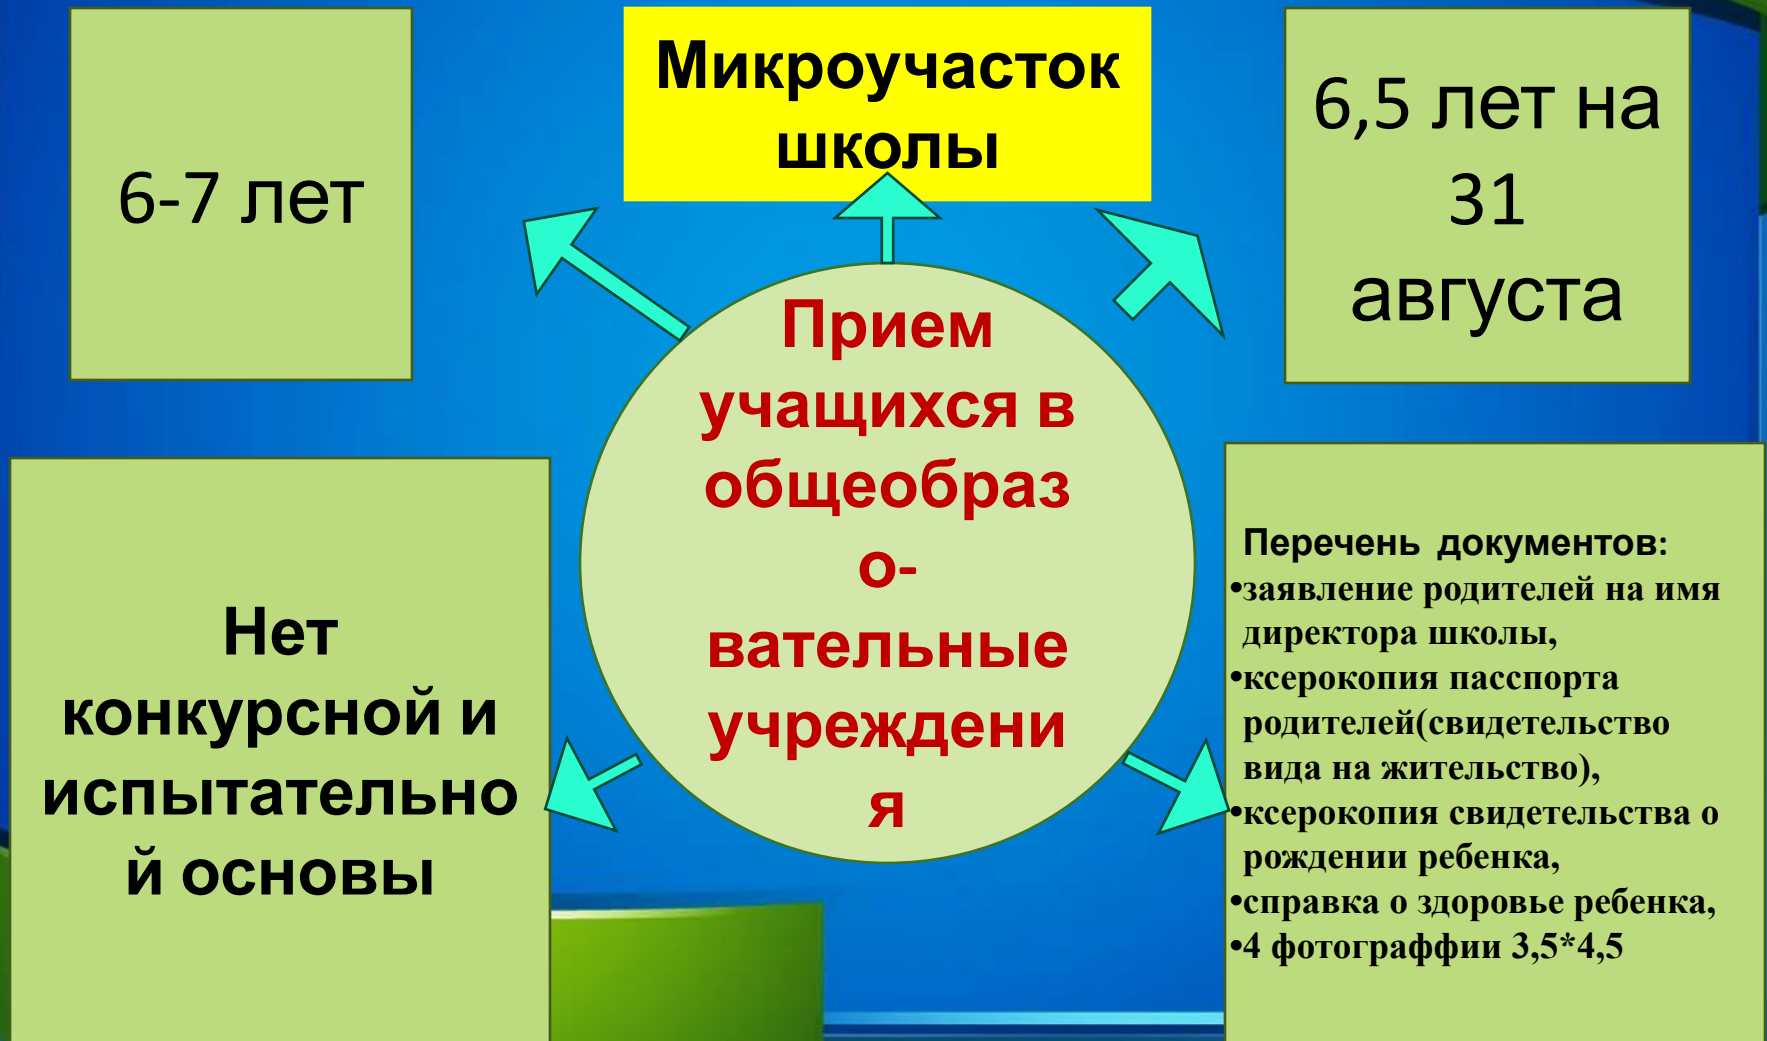 6-7 лет
Микроучасток
школы
6,5 лет на
31
августа
Прием
учащихся в
общеобраз
о-
вательные
учреждени
я
Нет
конкурсной и
испытательно
й основы
Перечень документов:
•заявление родителей на имя
директора школы,
•ксерокопия пасспорта
родителей(свидетельство
вида на жительство),
•ксерокопия свидетельства о
рождении ребенка,
•справка о здоровье ребенка,
•4 фотограффии 3,5*4,5